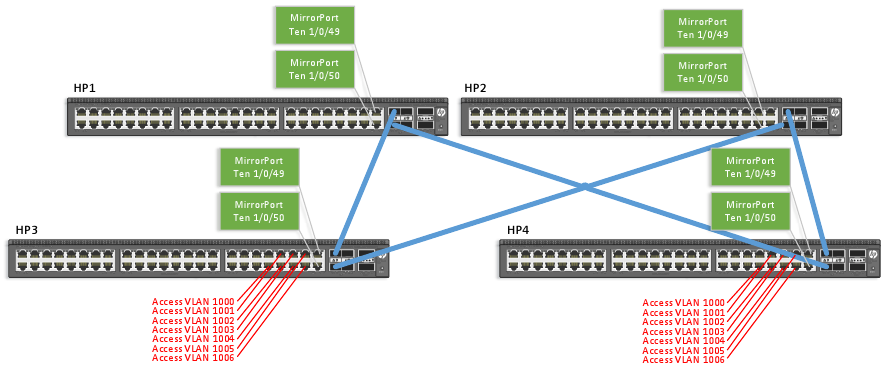 MirrorPort
Ten 1/0/49
MirrorPort
Ten 1/0/50
HP1
MirrorPort
Ten 1/0/49
MirrorPort
Ten 1/0/50
HP2
MirrorPort
Ten 1/0/49
MirrorPort
Ten 1/0/50
HP3
MirrorPort
Ten 1/0/49
MirrorPort
Ten 1/0/50
HP4
Access VLAN 1000
Access VLAN 1001
Access VLAN 1002
Access VLAN 1003
Access VLAN 1004
Access VLAN 1005
Access VLAN 1006
Access VLAN 1000
Access VLAN 1001
Access VLAN 1002
Access VLAN 1003
Access VLAN 1004
Access VLAN 1005
Access VLAN 1006